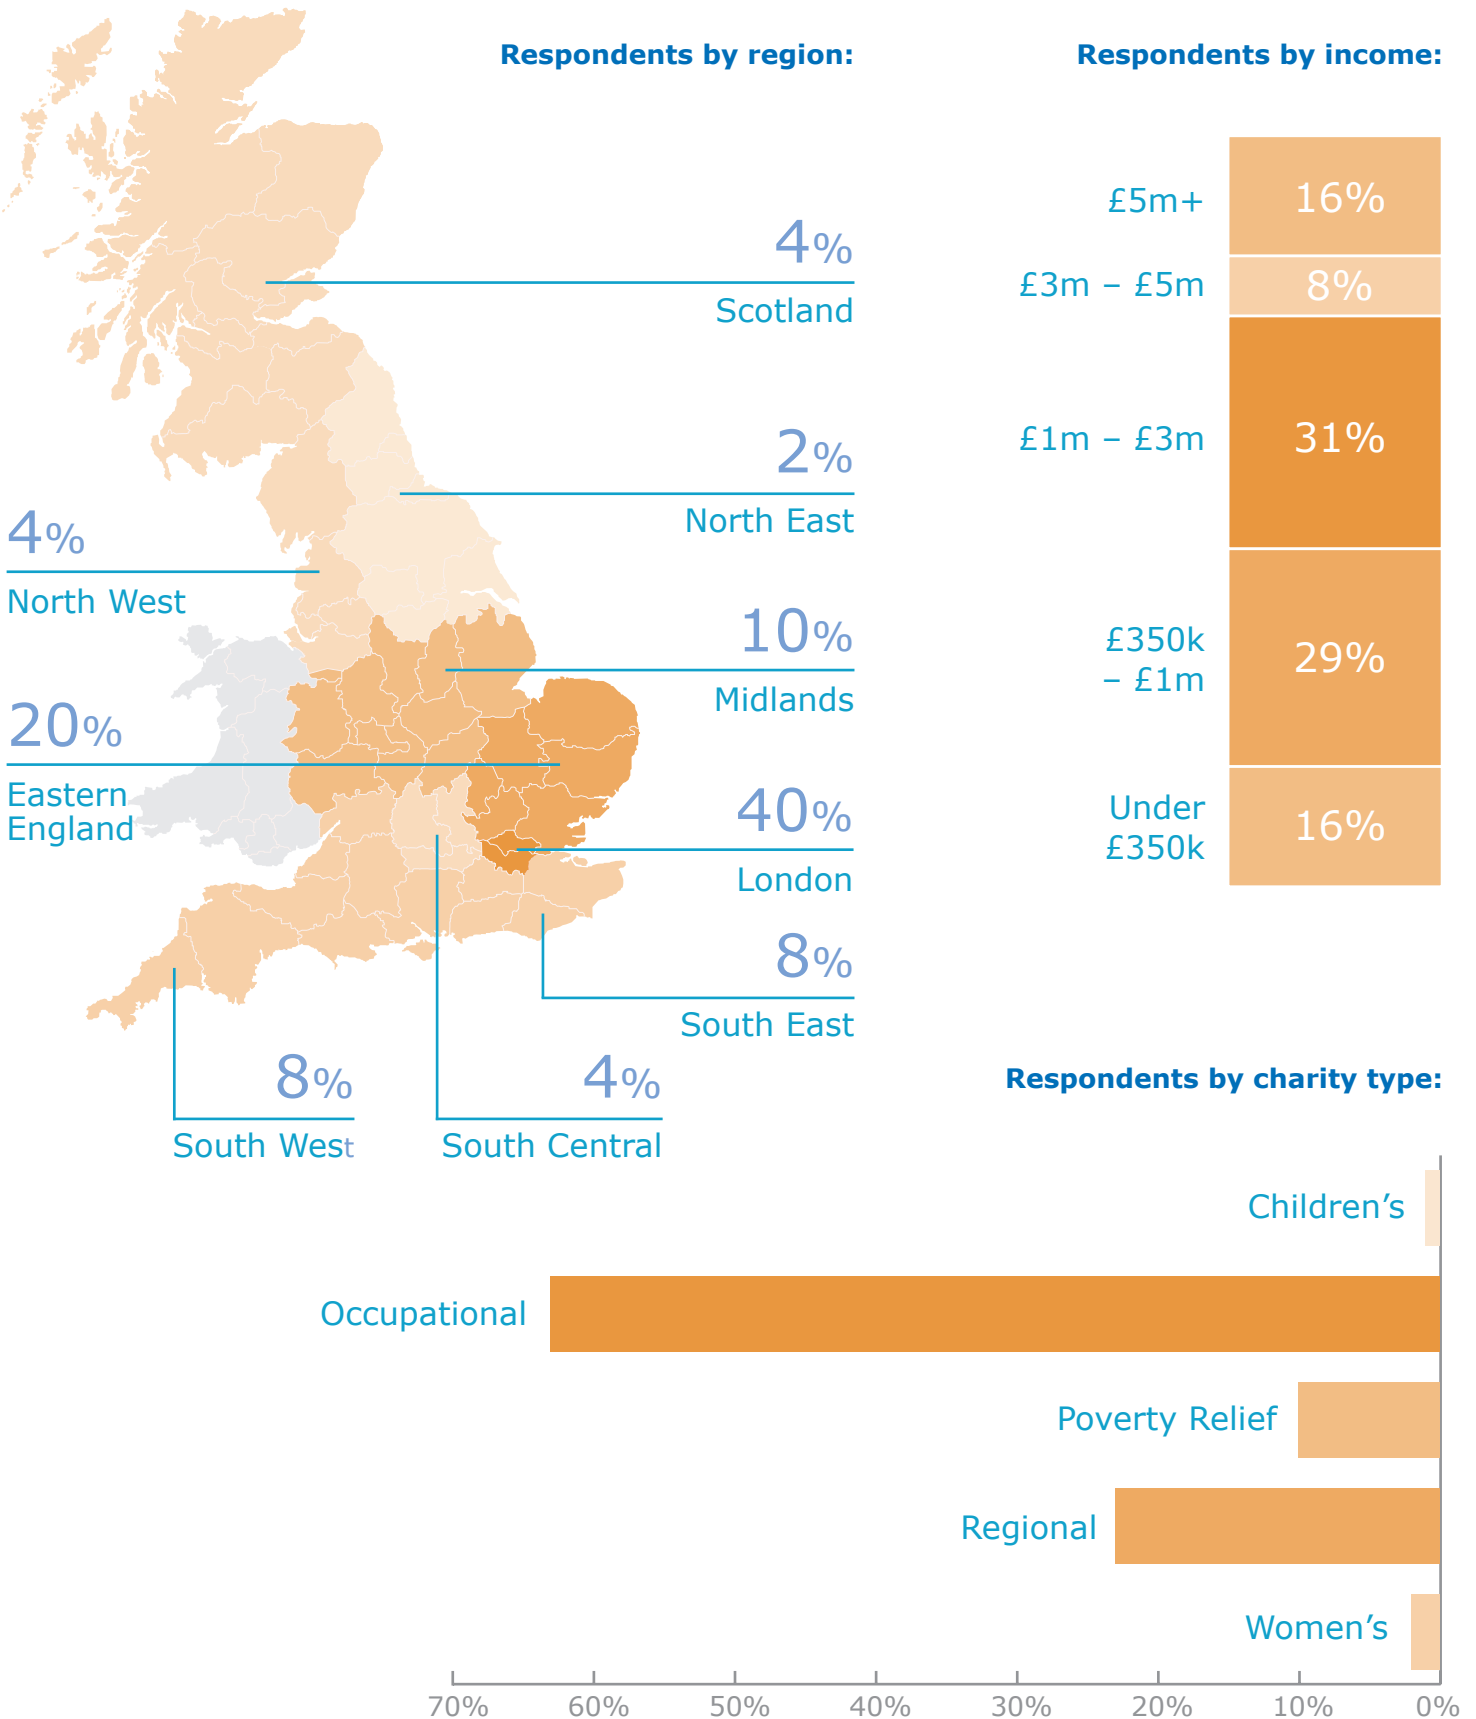 Respondents by region:
4%
Scotland
2%
North East
4%
North West
10%
Midlands
20%
Eastern
England
40%
London
8%
South East
8%
South West
4%
South Central
Respondents by income:
£5m+
16%
£3m – £5m
8%
£1m – £3m
31%
£350k
– £1m
29%
Under
£350k
16%
Respondents by charity type:
Children’s
Occupational
Poverty Relief
Regional
Women’s
70% 60% 50% 40% 30% 20% 10% 0%